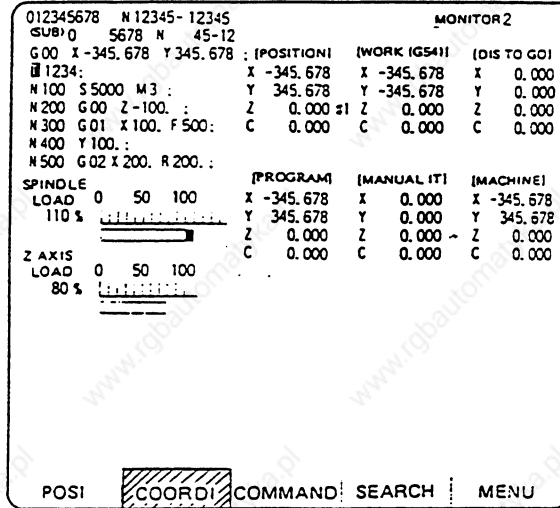 O12345678 N 12345-12345 MONITOR 2
(SUB) O 5678 N 45-12
G00 X-345.678 Y 345.678 ;
O 1234;
N100 S5000 M3 ;
N200 G00 Z-100. ;
N300 G01 X100. F500;
N400 Y100. ;
N500 G02 X200. R200. ;
[POSITION] [WORK (G54)] [DIS TO GO]
X -345.678 X -345.678 X 0.000
Y 345.678 Y -345.678 Y 0.000
Z 0.000 Z 0.000 Z 0.000
C 0.000 C 0.000 C 0.000
[PROGRAM] [MANUAL IT] [MACHINE]
X -345.678 X 0.000 X -345.678
Y 345.678 Y 0.000 Y 345.678
Z 0.000 Z 0.000 Z 0.000
C 0.000 C 0.000 C 0.000
SPINDLE
LOAD 0 50 100
110 %
Z AXIS
LOAD 0 50 100
80 %
POSI COORDI COMMAND SEARCH MENU